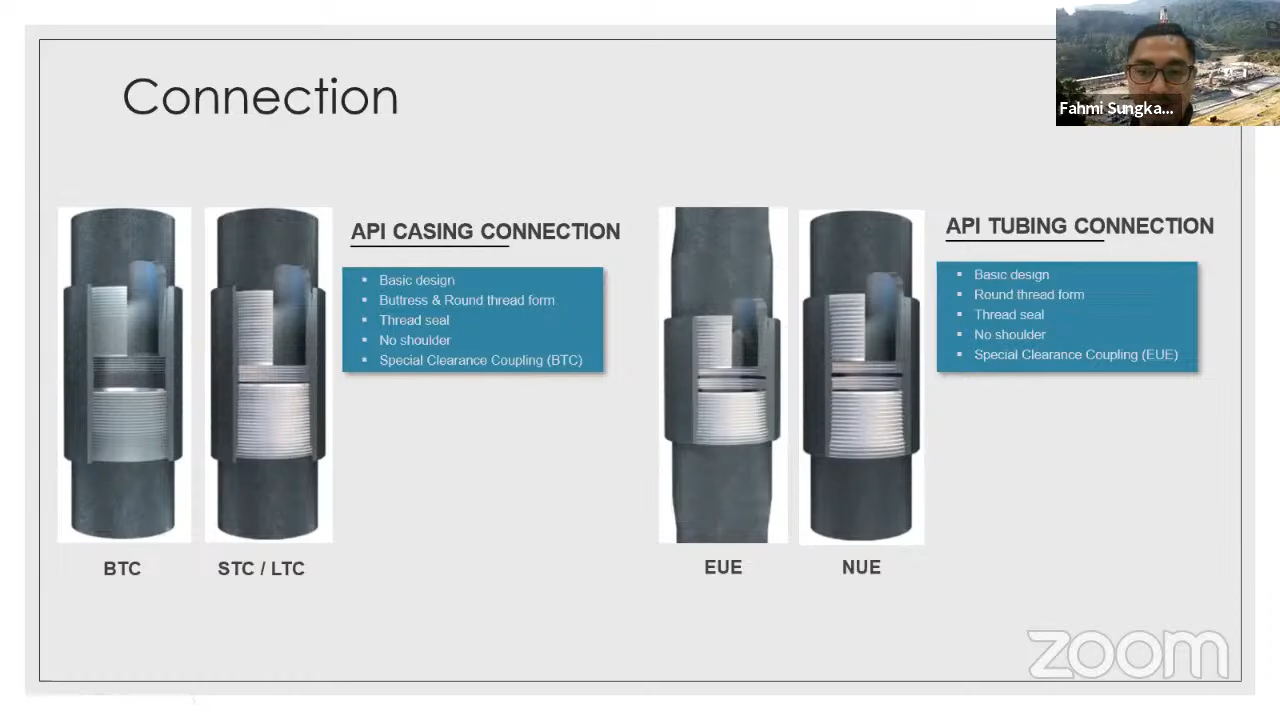 Connection
Fahmi Sungka...
API CASING CONNECTION
▪ Basic design
▪ Buttress & Round thread form
▪ Thread seal
▪ No shoulder
▪ Special Clearance Coupling (BTC)
API TUBING CONNECTION
▪ Basic design
▪ Round thread form
▪ Thread seal
▪ No shoulder
▪ Special Clearance Coupling (EUE)
BTC
STC / LTC
EUE
NUE
zoom